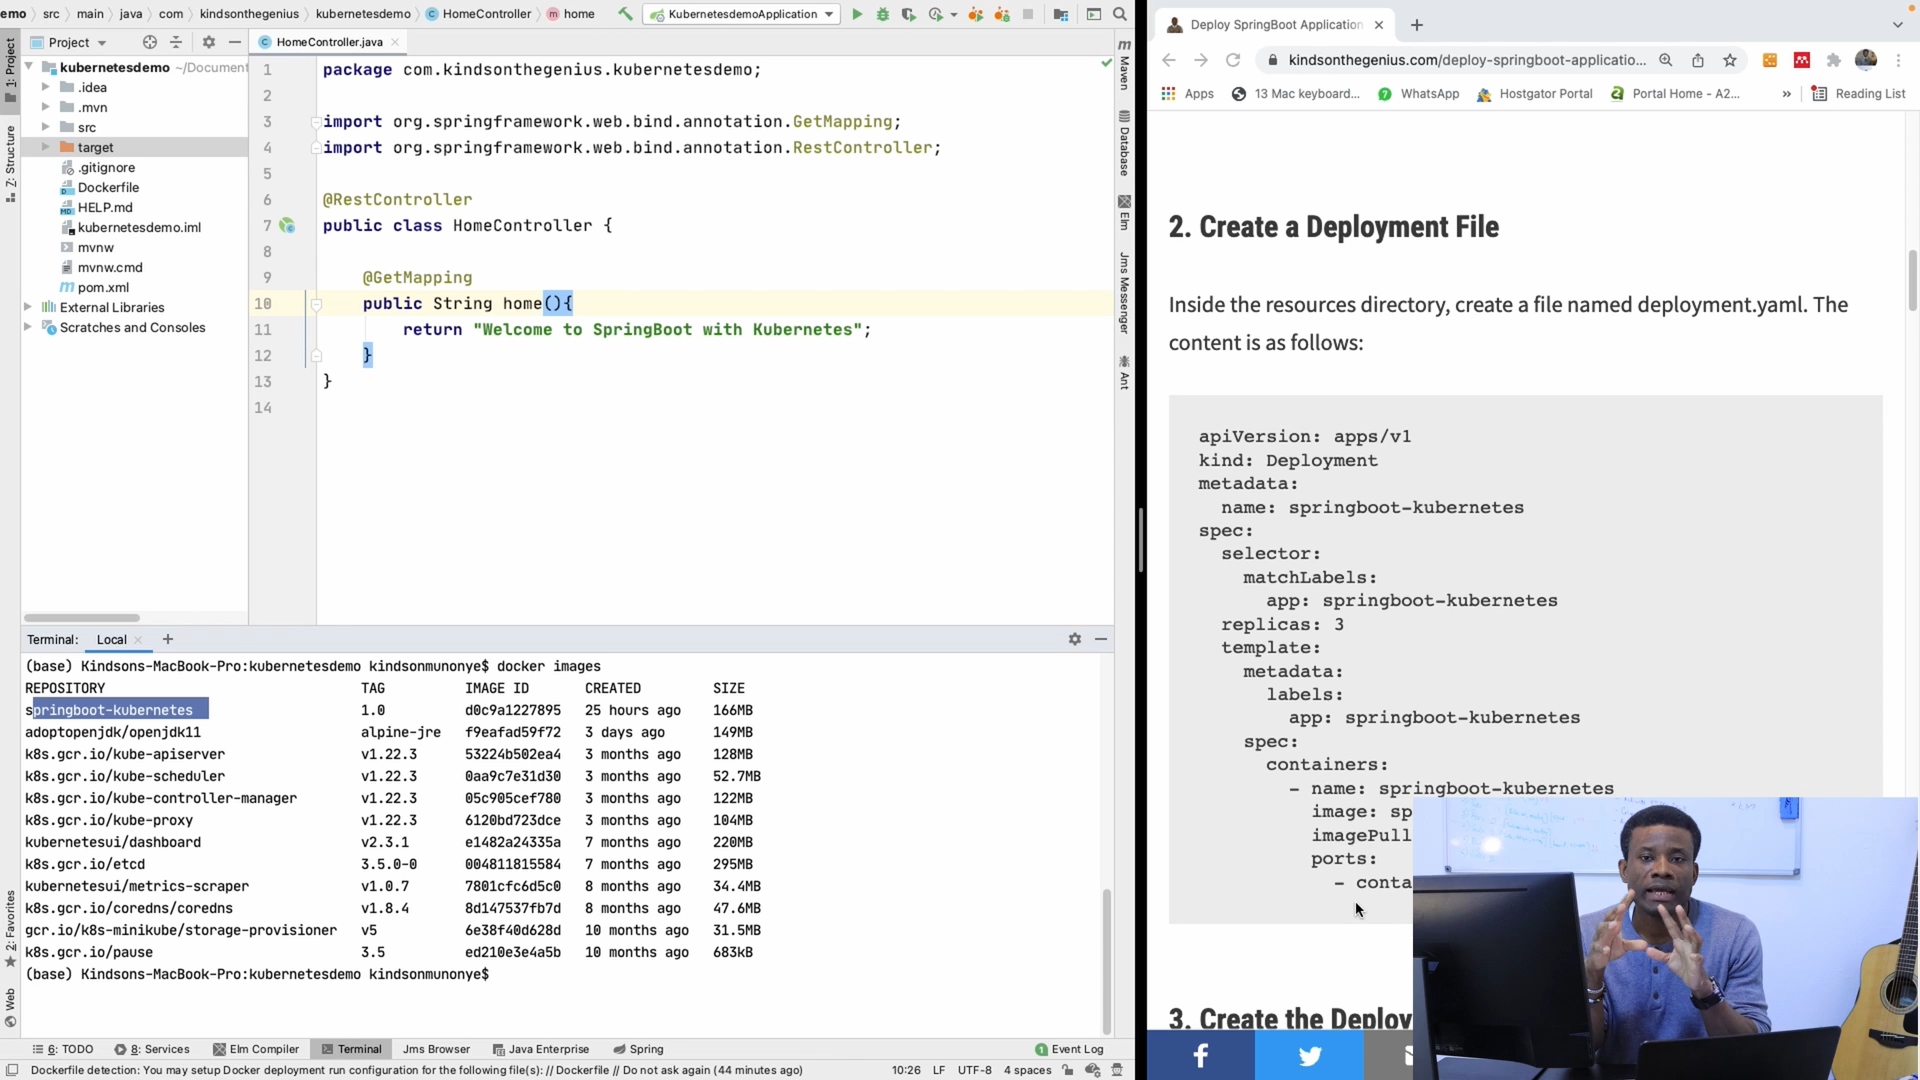 emo
src
main
java
com
kindsonthegenius
kubernetesdemo
HomeController
home
KubernetesdemoApplication
Project
HomeController.java
1: Project
Z: Structure
2: Favorites
Web
kubernetesdemo ~/Document
.idea
.mvn
src
target
.gitignore
Dockerfile
HELP.md
kubernetesdemo.iml
mvnw
mvnw.cmd
pom.xml
External Libraries
Scratches and Consoles
1 package com.kindsonthegenius.kubernetesdemo;
2
3 import org.springframework.web.bind.annotation.GetMapping;
4 import org.springframework.web.bind.annotation.RestController;
5
6 @RestController
7 public class HomeController {
8
9 @GetMapping
10 public String home(){
11 return "Welcome to SpringBoot with Kubernetes";
12 }
13 }
14
Maven
Database
Elm
Jms Messenger
Ant
Terminal: Local
(base) Kindsons-MacBook-Pro:kubernetesdemo kindsonmunonye$ docker images
REPOSITORY TAG IMAGE ID CREATED SIZE
springboot-kubernetes 1.0 d0c9a1227895 25 hours ago 166MB
adoptopenjdk/openjdk11 alpine-jre f9eafad59f72 3 days ago 149MB
k8s.gcr.io/kube-apiserver v1.22.3 53224b502ea4 3 months ago 128MB
k8s.gcr.io/kube-scheduler v1.22.3 0aa9c7e31d30 3 months ago 52.7MB
k8s.gcr.io/kube-controller-manager v1.22.3 05c905cef780 3 months ago 122MB
k8s.gcr.io/kube-proxy v1.22.3 6120bd723dce 3 months ago 104MB
kubernetesui/dashboard v2.3.1 e1482a24335a 7 months ago 220MB
k8s.gcr.io/etcd 3.5.0-0 004811815584 7 months ago 295MB
kubernetesui/metrics-scraper v1.0.7 7801cfc6d5c0 8 months ago 34.4MB
k8s.gcr.io/coredns/coredns v1.8.4 8d147537fb7d 8 months ago 47.6MB
gcr.io/k8s-minikube/storage-provisioner v5 6e38f40d628d 10 months ago 31.5MB
k8s.gcr.io/pause 3.5 ed210e3e4a5b 10 months ago 683kB
(base) Kindsons-MacBook-Pro:kubernetesdemo kindsonmunonye$
6: TODO
8: Services
Elm Compiler
Terminal
Jms Browser
Java Enterprise
Spring
Event Log
Dockerfile detection: You may setup Docker deployment run configuration for the following file(s): // Dockerfile // Do not ask again (44 minutes ago)
10:26 LF UTF-8 4 spaces
Deploy SpringBoot Application
kindsonthegenius.com/deploy-springboot-applicatio...
Apps
13 Mac keyboard...
WhatsApp
Hostgator Portal
Portal Home - A2...
»
Reading List
2. Create a Deployment File
Inside the resources directory, create a file named deployment.yaml. The
content is as follows:
apiVersion: apps/v1
kind: Deployment
metadata:
name: springboot-kubernetes
spec:
selector:
matchLabels:
app: springboot-kubernetes
replicas: 3
template:
metadata:
labels:
app: springboot-kubernetes
spec:
containers:
- name: springboot-kubernetes
image: sp
imagePull
ports:
- conta
3. Create the Deploy